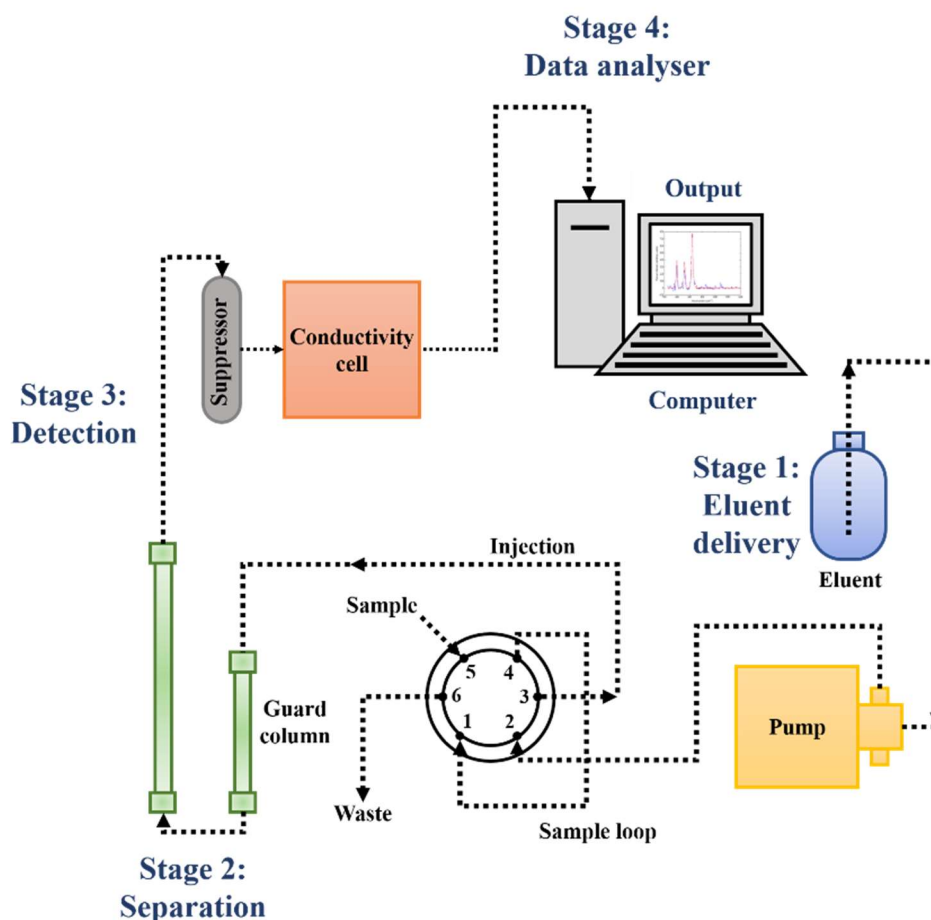 Stage 4:
Data analyser
Output
Suppressor
Conductivity
cell
Computer
Stage 3:
Detection
Stage 1:
Eluent
delivery
Eluent
Injection
Sample
5
4
6
3
1
2
Guard
column
Pump
Waste
Sample loop
Stage 2:
Separation